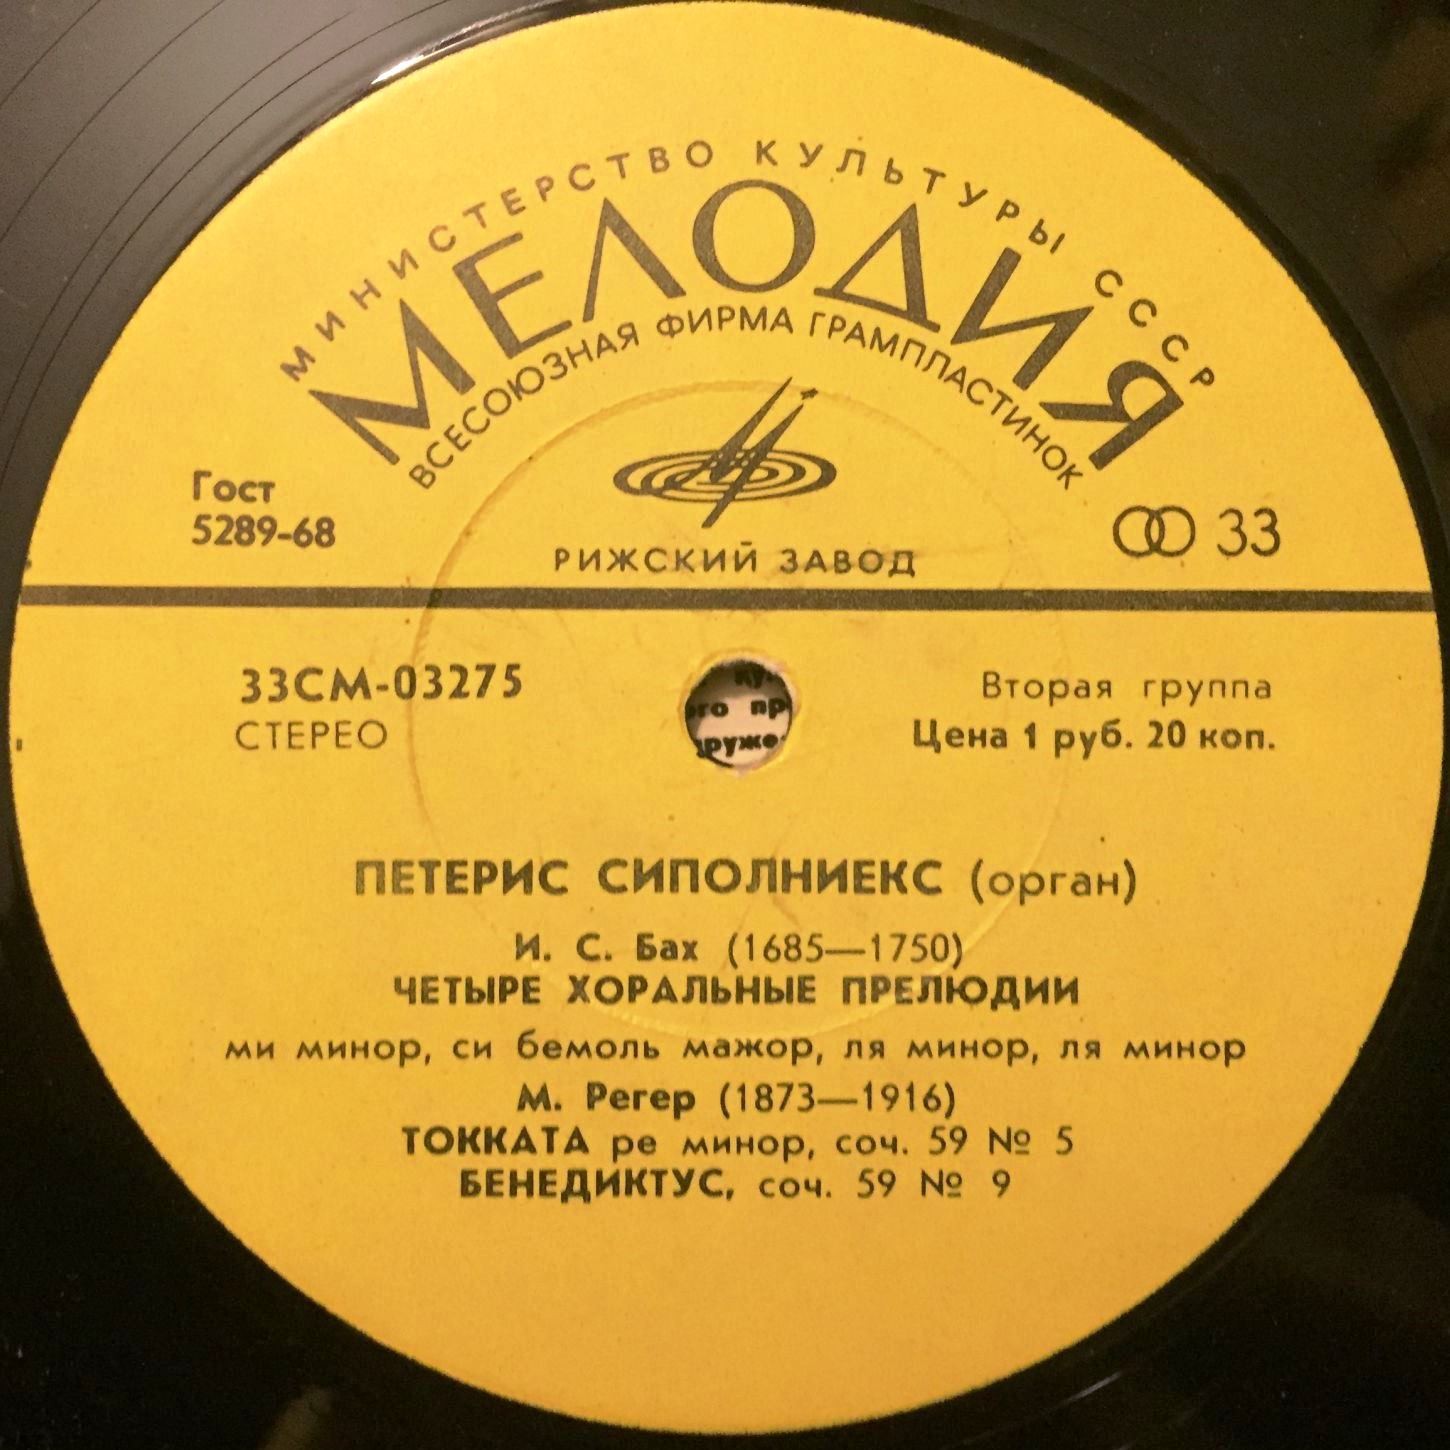 МИНИСТЕРСТВО КУЛЬТУРЫ СССР
МЕЛОДИЯ
ВСЕСОЮЗНАЯ ФИРМА ГРАМПЛАСТИНОК
Гост
5289-68
РИЖСКИЙ ЗАВОД
33
33СМ-03275
СТЕРЕО
Вторая группа
Цена 1 руб. 20 коп.
ПЕТЕРИС СИПОЛНИЕКС (орган)
И. С. Бах (1685—1750)
ЧЕТЫРЕ ХОРАЛЬНЫЕ ПРЕЛЮДИИ
ми минор, си бемоль мажор, ля минор, ля минор
М. Регер (1873—1916)
ТОККАТА ре минор, соч. 59 № 5
БЕНЕДИКТУС, соч. 59 № 9